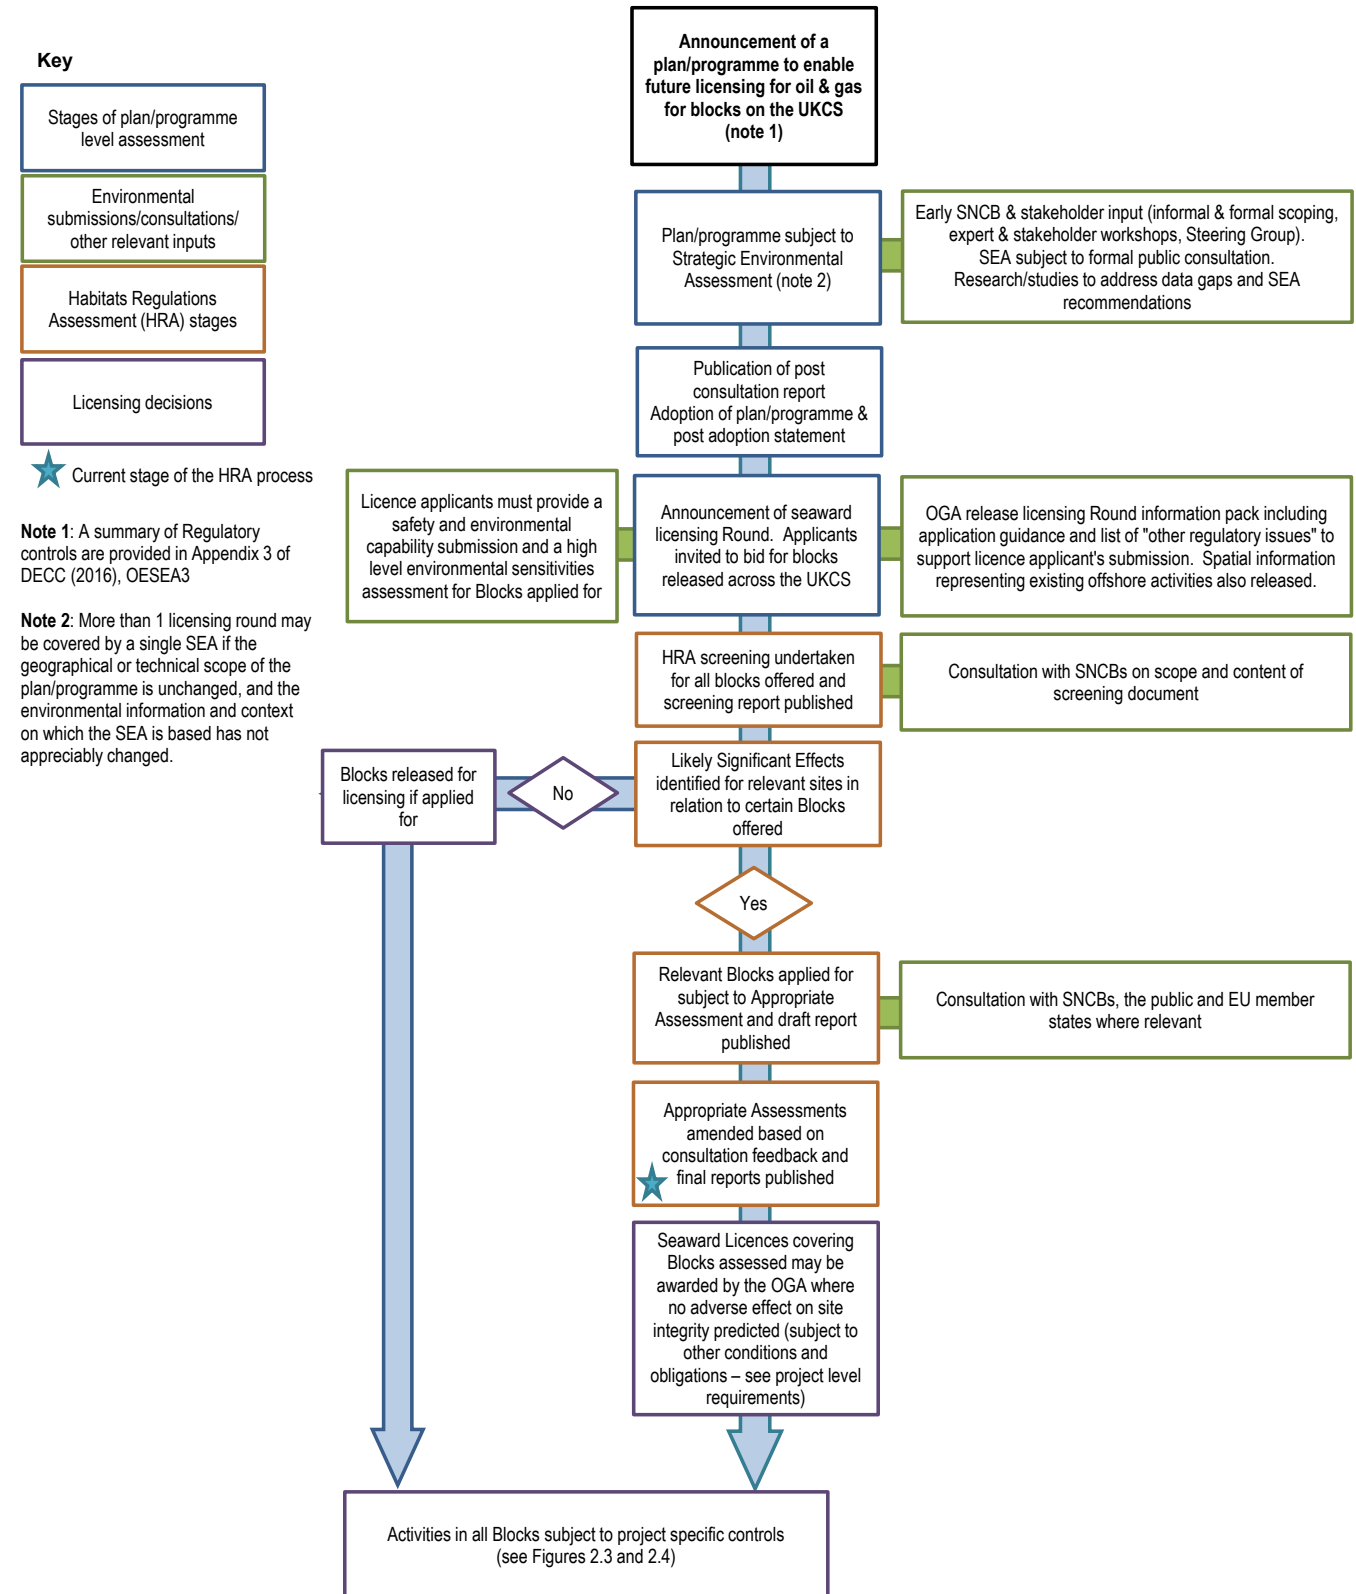 Key
Stages of plan/programme
level assessment
Environmental
submissions/consultations/
other relevant inputs
Habitats Regulations
Assessment (HRA) stages
Licensing decisions
Current stage of the HRA process
Note 1: A summary of Regulatory
controls are provided in Appendix 3 of
DECC (2016), OESEA3
Note 2: More than 1 licensing round may
be covered by a single SEA if the
geographical or technical scope of the
plan/programme is unchanged, and the
environmental information and context
on which the SEA is based has not
appreciably changed.
Announcement of a
plan/programme to enable
future licensing for oil & gas
for blocks on the UKCS
(note 1)
Plan/programme subject to
Strategic Environmental
Assessment (note 2)
Early SNCB & stakeholder input (informal & formal scoping,
expert & stakeholder workshops, Steering Group).
SEA subject to formal public consultation.
Research/studies to address data gaps and SEA
recommendations
Publication of post
consultation report
Adoption of plan/programme &
post adoption statement
Licence applicants must provide a
safety and environmental
capability submission and a high
level environmental sensitivities
assessment for Blocks applied for
Announcement of seaward
licensing Round. Applicants
invited to bid for blocks
released across the UKCS
OGA release licensing Round information pack including
application guidance and list of "other regulatory issues" to
support licence applicant's submission. Spatial information
representing existing offshore activities also released.
HRA screening undertaken
for all blocks offered and
screening report published
Consultation with SNCBs on scope and content of
screening document
Blocks released for
licensing if applied
for
No
Likely Significant Effects
identified for relevant sites in
relation to certain Blocks
offered
Yes
Relevant Blocks applied for
subject to Appropriate
Assessment and draft report
published
Consultation with SNCBs, the public and EU member
states where relevant
Appropriate Assessments
amended based on
consultation feedback and
final reports published
Seaward Licences covering
Blocks assessed may be
awarded by the OGA where
no adverse effect on site
integrity predicted (subject to
other conditions and
obligations – see project level
requirements)
Activities in all Blocks subject to project specific controls
(see Figures 2.3 and 2.4)